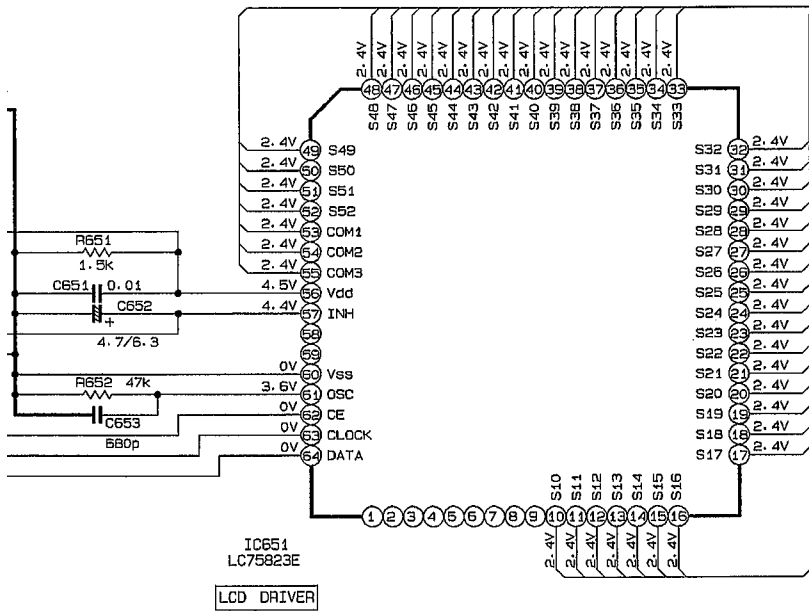 2.4V 2.4V 2.4V 2.4V 2.4V 2.4V 2.4V 2.4V 2.4V 2.4V 2.4V 2.4V 2.4V 2.4V 2.4V 2.4V
48 47 46 45 44 43 42 41 40 39 38 37 36 35 34 33
S48 S47 S46 S45 S44 S43 S42 S41 S40 S39 S38 S37 S36 S35 S34 S33
2.4V 49 S49
2.4V 50 S50
2.4V 51 S51
2.4V 52 S52
2.4V 53 COM1
2.4V 54 COM2
2.4V 55 COM3
4.5V 56 Vdd
4.4V 57 INH
58
59
0V 60 Vss
3.6V 61 OSC
0V 62 CE
0V 63 CLOCK
0V 64 DATA
R651
1.5k
C651 0.01
C652
+
4.7/6.3
R652 47k
C653
680p
S32 32 2.4V
S31 31 2.4V
S30 30 2.4V
S29 29 2.4V
S28 28 2.4V
S27 27 2.4V
S26 26 2.4V
S25 25 2.4V
S24 24 2.4V
S23 23 2.4V
S22 22 2.4V
S21 21 2.4V
S20 20 2.4V
S19 19 2.4V
S18 18 2.4V
S17 17 2.4V
S10 S11 S12 S13 S14 S15 S16
1 2 3 4 5 6 7 8 9 10 11 12 13 14 15 16
2.4V 2.4V 2.4V 2.4V 2.4V 2.4V 2.4V
IC651
LC75823E
LCD DRIVER